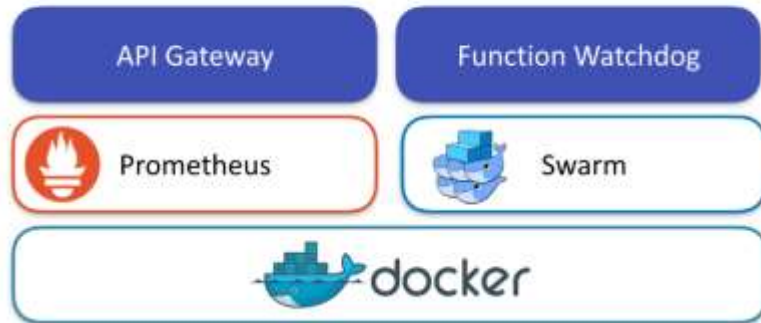 API Gateway
Function Watchdog
Prometheus
Swarm
docker